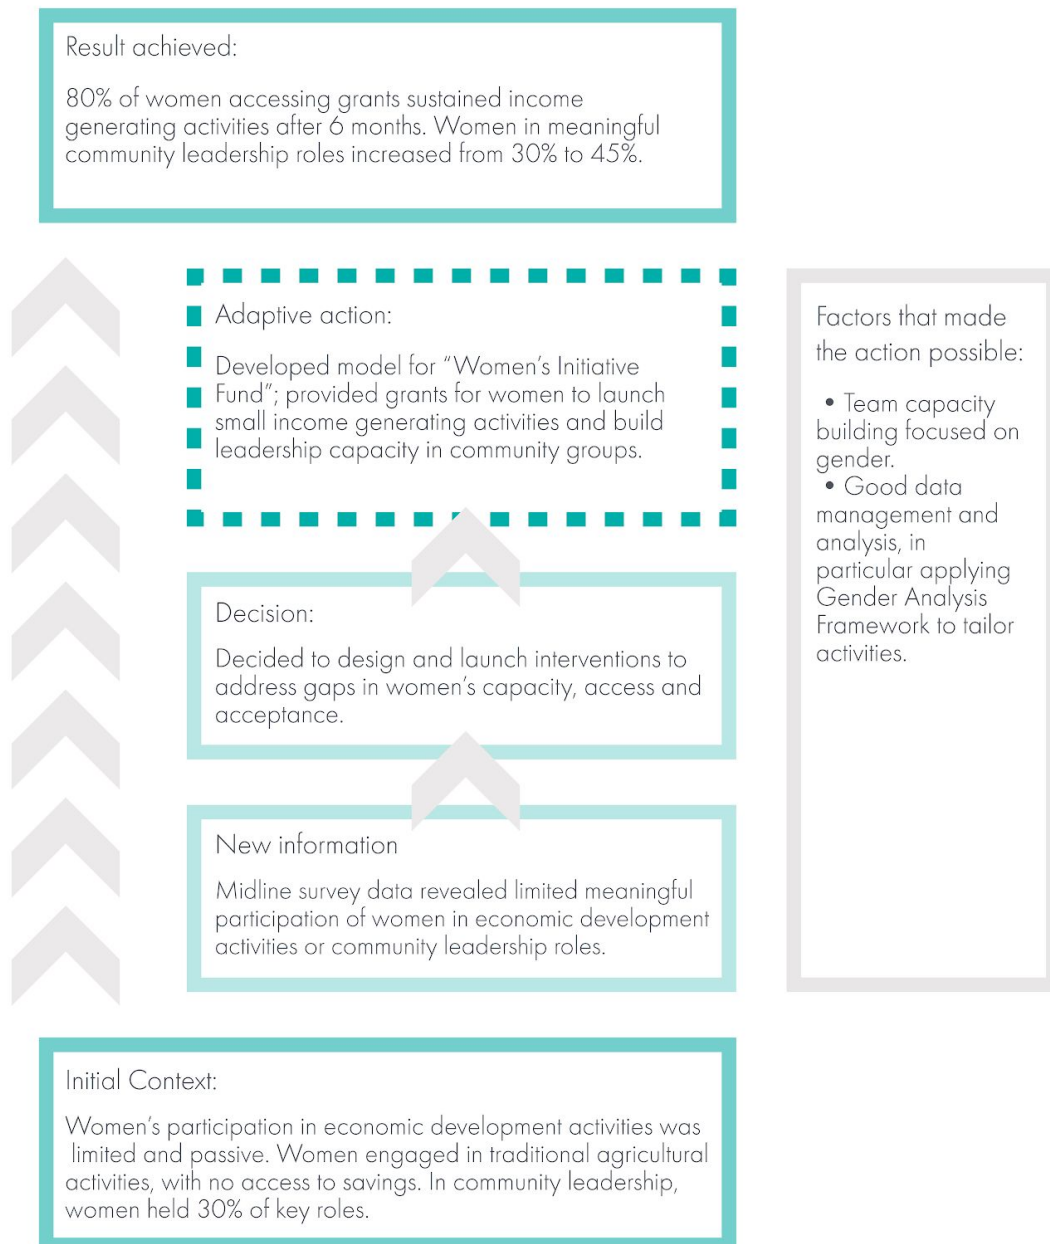 Result achieved:
80% of women accessing grants sustained income
generating activities after 6 months. Women in meaningful
community leadership roles increased from 30% to 45%.
Adaptive action:
Developed model for “Women’s Initiative
Fund”; provided grants for women to launch
small income generating activities and build
leadership capacity in community groups.
Factors that made
the action possible:
• Team capacity
building focused on
gender.
• Good data
management and
analysis, in
particular applying
Gender Analysis
Framework to tailor
activities.
Decision:
Decided to design and launch interventions to
address gaps in women’s capacity, access and
acceptance.
New information
Midline survey data revealed limited meaningful
participation of women in economic development
activities or community leadership roles.
Initial Context:
Women’s participation in economic development activities was
limited and passive. Women engaged in traditional agricultural
activities, with no access to savings. In community leadership,
women held 30% of key roles.